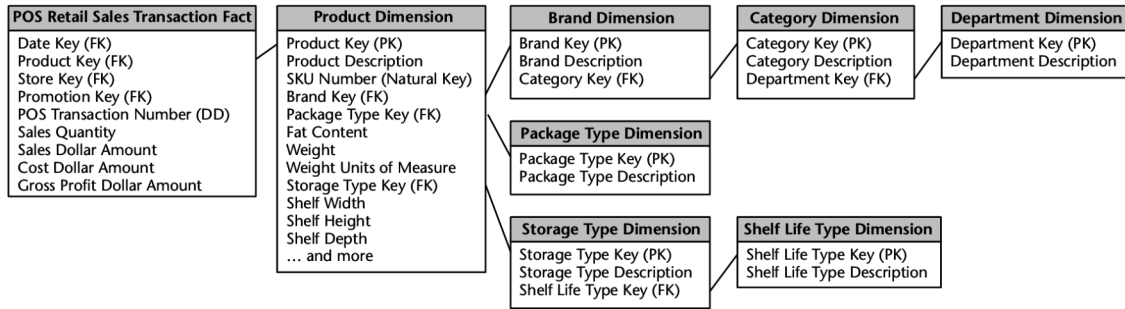 POS Retail Sales Transaction Fact
Date Key (FK)
Product Key (FK)
Store Key (FK)
Promotion Key (FK)
POS Transaction Number (DD)
Sales Quantity
Sales Dollar Amount
Cost Dollar Amount
Gross Profit Dollar Amount
Product Dimension
Product Key (PK)
Product Description
SKU Number (Natural Key)
Brand Key (FK)
Package Type Key (FK)
Fat Content
Weight
Weight Units of Measure
Storage Type Key (FK)
Shelf Width
Shelf Height
Shelf Depth
… and more
Brand Dimension
Brand Key (PK)
Brand Description
Category Key (FK)
Category Dimension
Category Key (PK)
Category Description
Department Key (FK)
Department Dimension
Department Key (PK)
Department Description
Package Type Dimension
Package Type Key (PK)
Package Type Description
Storage Type Dimension
Storage Type Key (PK)
Storage Type Description
Shelf Life Type Key (FK)
Shelf Life Type Dimension
Shelf Life Type Key (PK)
Shelf Life Type Description